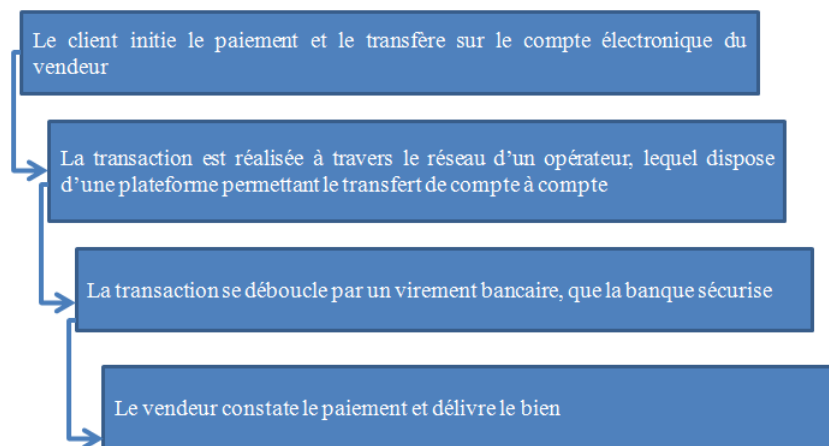 Le client initie le paiement et le transfère sur le compte électronique du
vendeur
La transaction est réalisée à travers le réseau d'un opérateur, lequel dispose
d'une plateforme permettant le transfert de compte à compte
La transaction se déboucle par un virement bancaire, que la banque sécurise
Le vendeur constate le paiement et délivre le bien